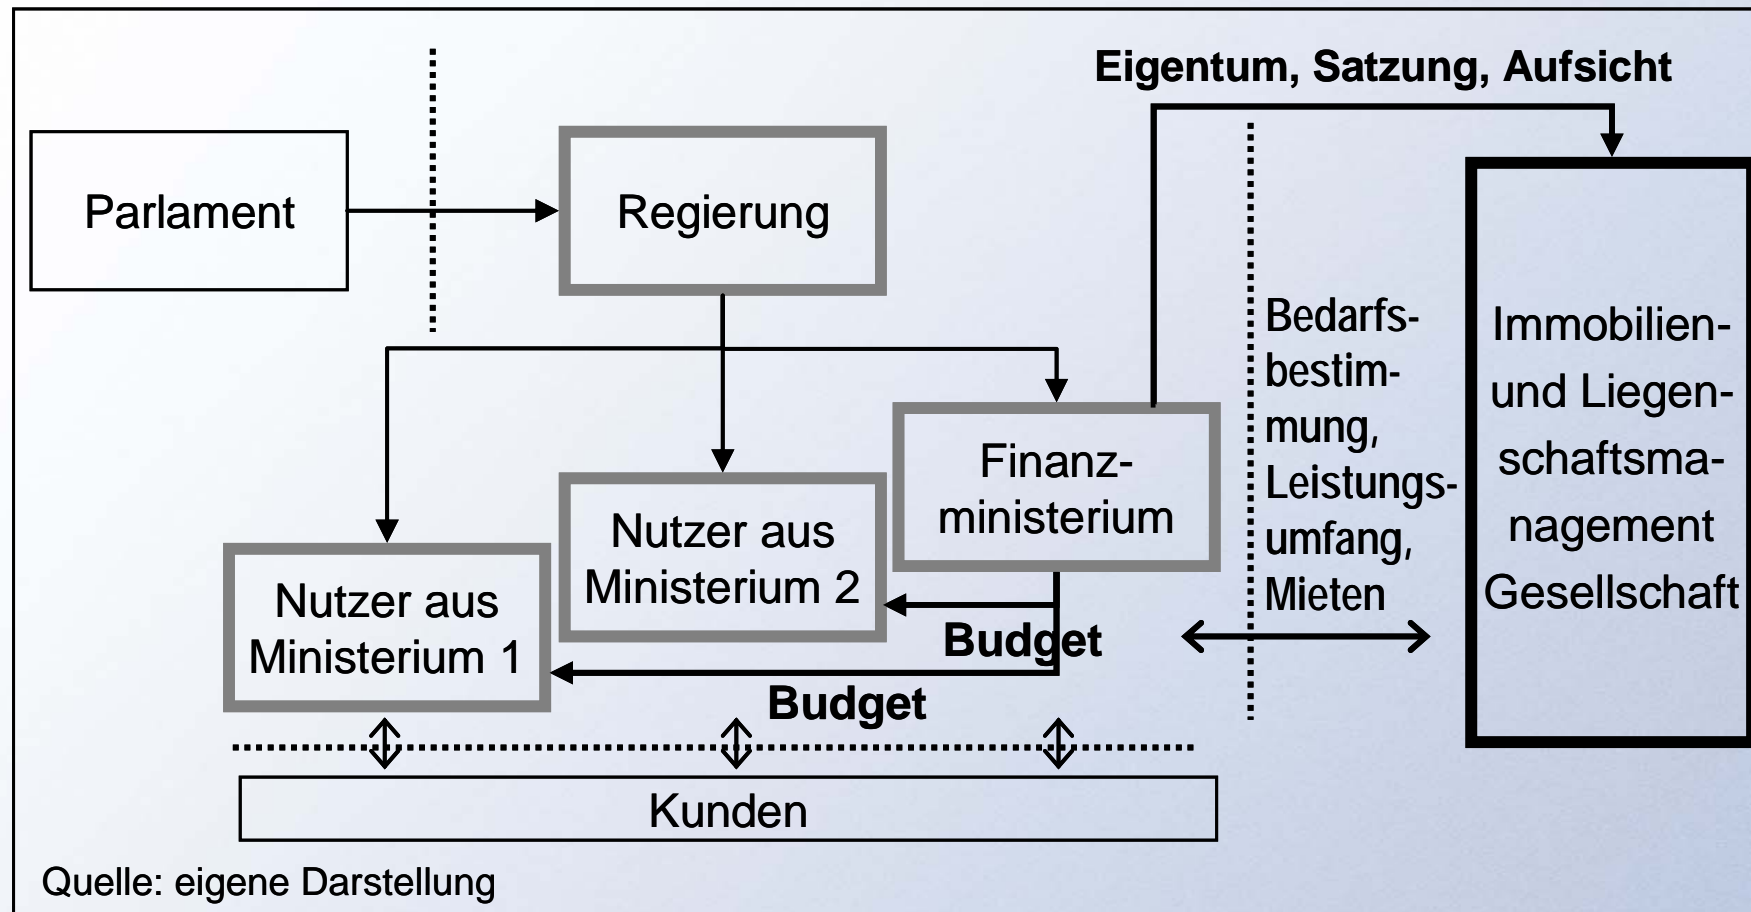 Eigentum, Satzung, Aufsicht
Parlament
Regierung
Bedarfs-
bestim-
mung,
Leistungs-
umfang,
Mieten
Immobilien-
und Liegen-
schaftsma-
nagement
Gesellschaft
Finanz-
ministerium
Nutzer aus
Ministerium 2
Nutzer aus
Ministerium 1
Budget
Budget
Kunden
Quelle: eigene Darstellung